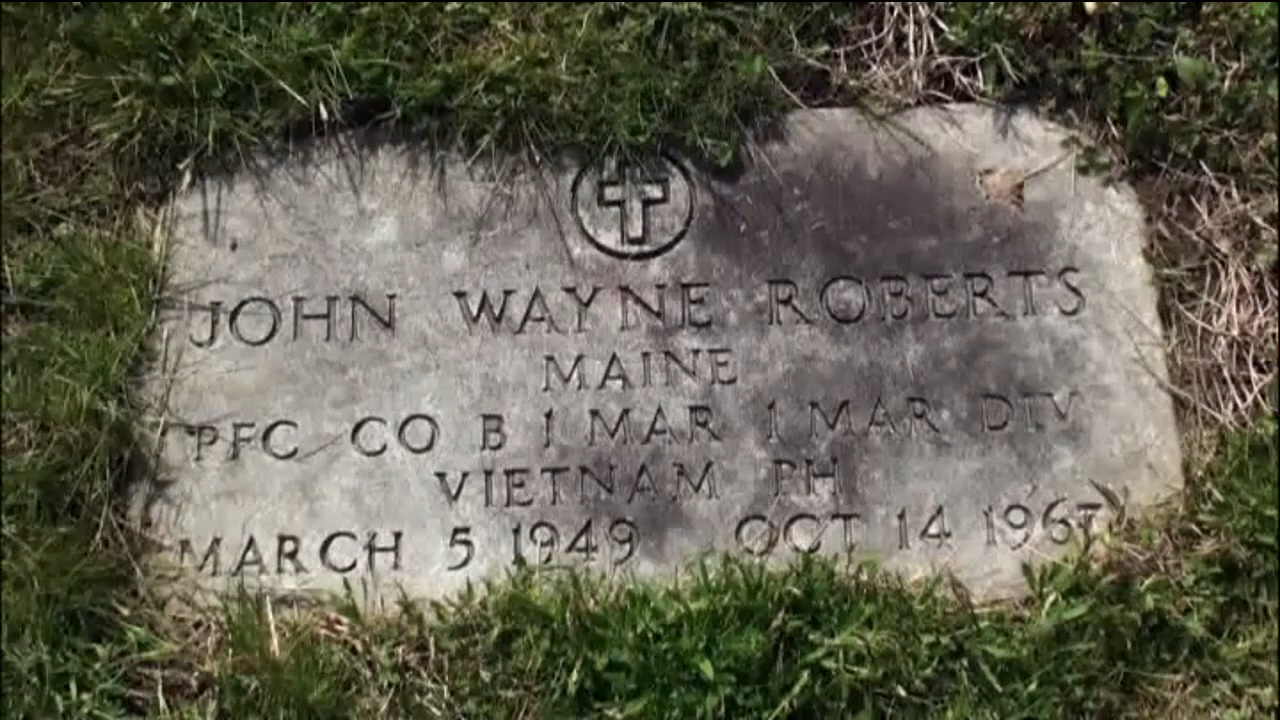 JOHN WAYNE ROBERTS
MAINE
PFC CO B 1 MAR 1 MAR DIV
VIETNAM PH
MARCH 5 1949 OCT 14 1967